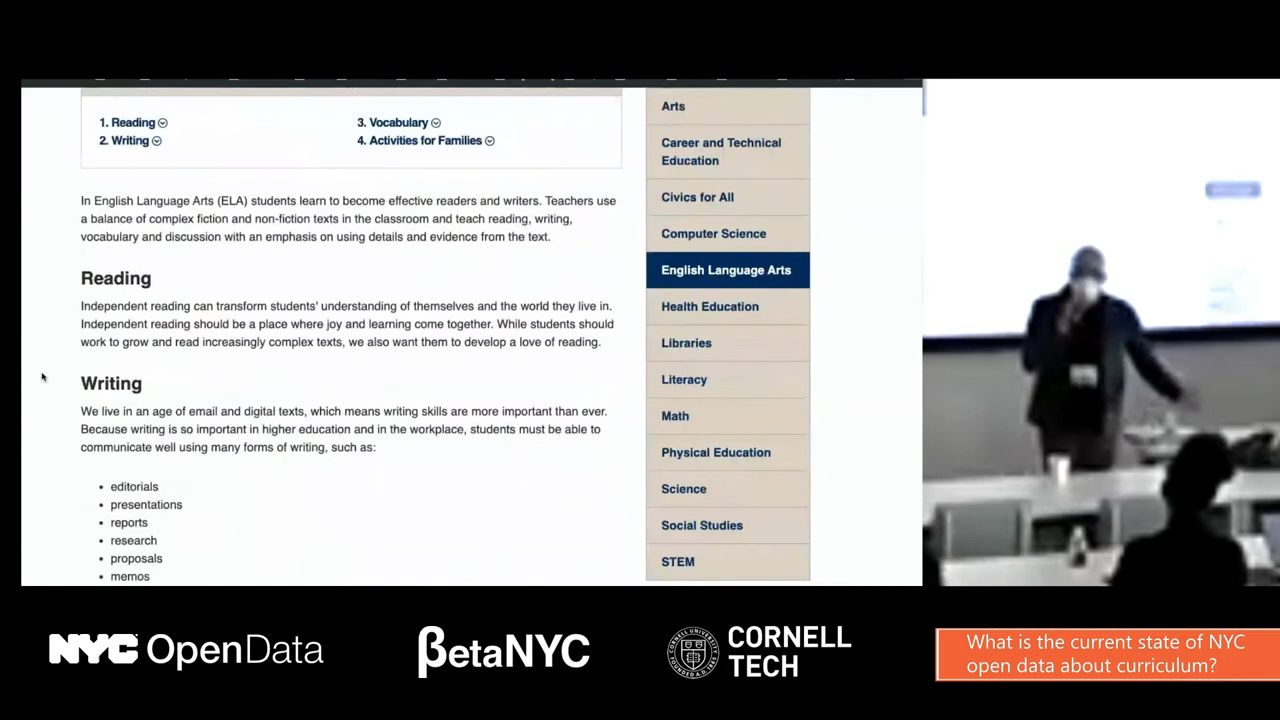 1. Reading
2. Writing
3. Vocabulary
4. Activities for Families
In English Language Arts (ELA) students learn to become effective readers and writers. Teachers use
a balance of complex fiction and non-fiction texts in the classroom and teach reading, writing,
vocabulary and discussion with an emphasis on using details and evidence from the text.
Reading
Independent reading can transform students' understanding of themselves and the world they live in.
Independent reading should be a place where joy and learning come together. While students should
work to grow and read increasingly complex texts, we also want them to develop a love of reading.
Writing
We live in an age of email and digital texts, which means writing skills are more important than ever.
Because writing is so important in higher education and in the workplace, students must be able to
communicate well using many forms of writing, such as:
• editorials
• presentations
• reports
• research
• proposals
• memos
Arts
Career and Technical
Education
Civics for All
Computer Science
English Language Arts
Health Education
Libraries
Literacy
Math
Physical Education
Science
Social Studies
STEM
NYC OpenData
βetaNYC
CORNELL
TECH
What is the current state of NYC
open data about curriculum?